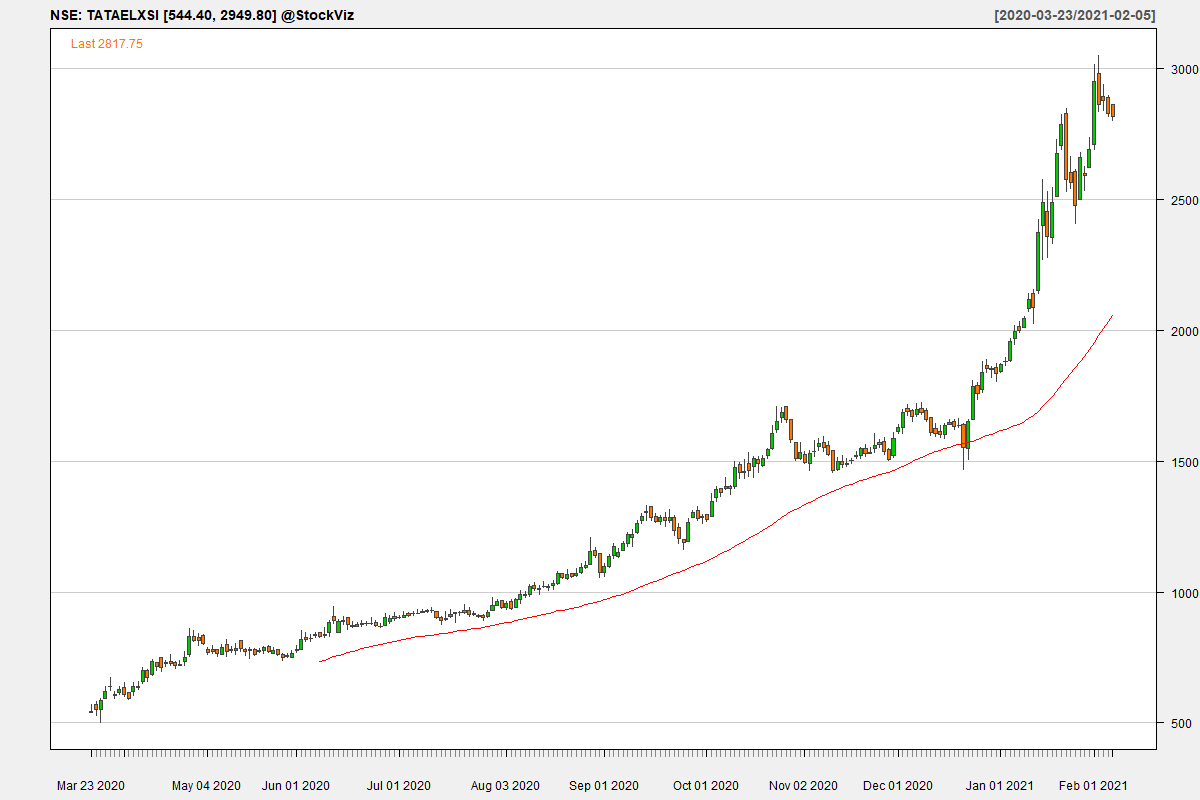 NSE: TATAELXSI [544.40, 2949.80] @StockViz
[2020-03-23/2021-02-05]
Last 2817.75
3000
2500
2000
1500
1000
500
Mar 23 2020
May 04 2020
Jun 01 2020
Jul 01 2020
Aug 03 2020
Sep 01 2020
Oct 01 2020
Nov 02 2020
Dec 01 2020
Jan 01 2021
Feb 01 2021